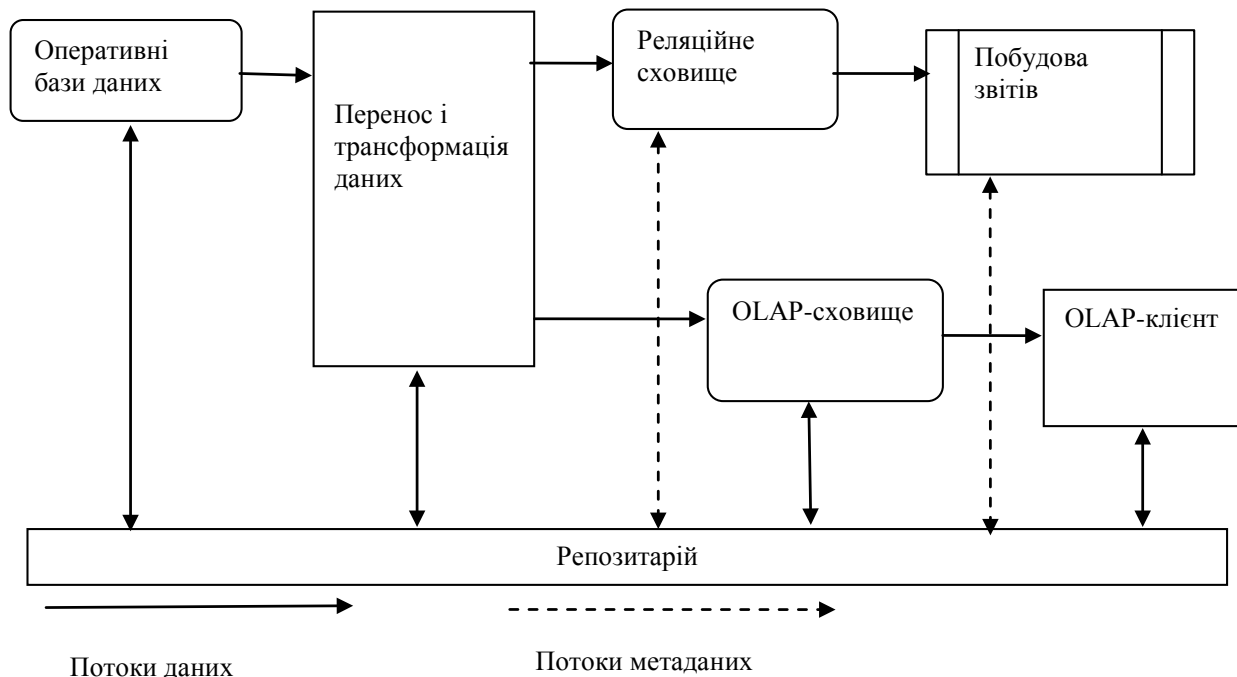 Оперативні
бази даних
Перенос і
трансформація
даних
Реляційне
сховище
Побудова
звітів
OLAP-сховище
OLAP-клієнт
Репозитарій
Потоки даних
Потоки метаданих